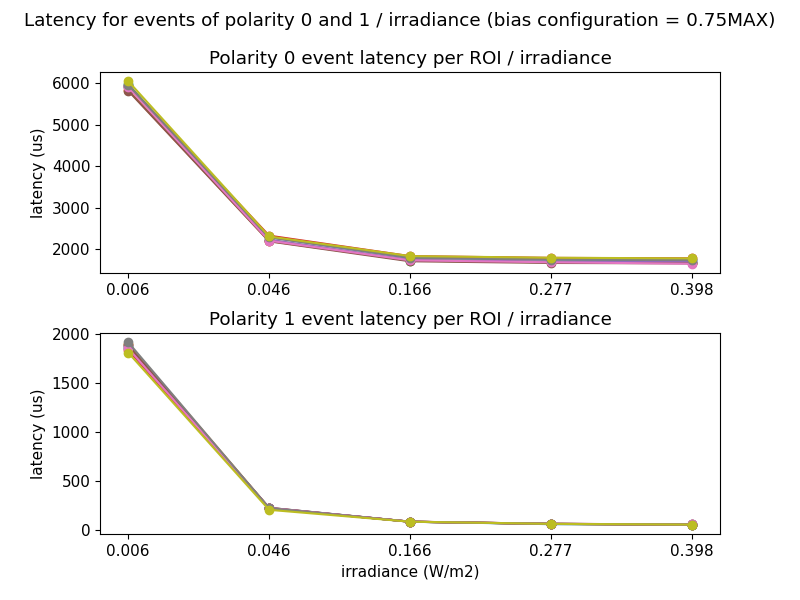 Latency for events of polarity 0 and 1 / irradiance (bias configuration = 0.75MAX)
Polarity 0 event latency per ROI / irradiance
6000
5000
4000
3000
2000
latency (us)
0.006 0.046 0.166 0.277 0.398
Polarity 1 event latency per ROI / irradiance
2000
1500
1000
500
0
latency (us)
0.006 0.046 0.166 0.277 0.398
irradiance (W/m2)